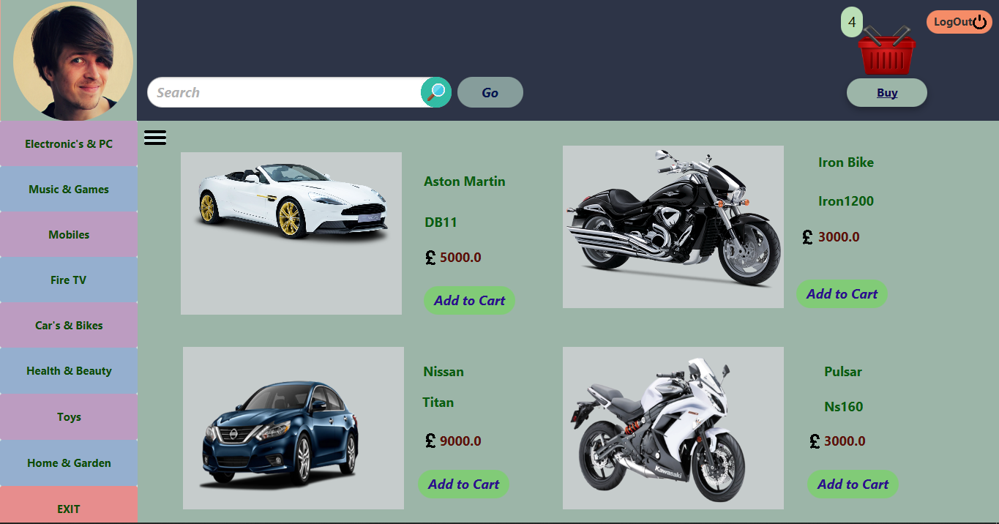 4
LogOut
Search
Go
Buy
Electronic's & PC
Music & Games
Mobiles
Fire TV
Car's & Bikes
Health & Beauty
Toys
Home & Garden
EXIT
Aston Martin
DB11
£ 5000.0
Add to Cart
Iron Bike
Iron1200
£ 3000.0
Add to Cart
Nissan
Titan
£ 9000.0
Add to Cart
Kawasaki
Pulsar
Ns160
£ 3000.0
Add to Cart